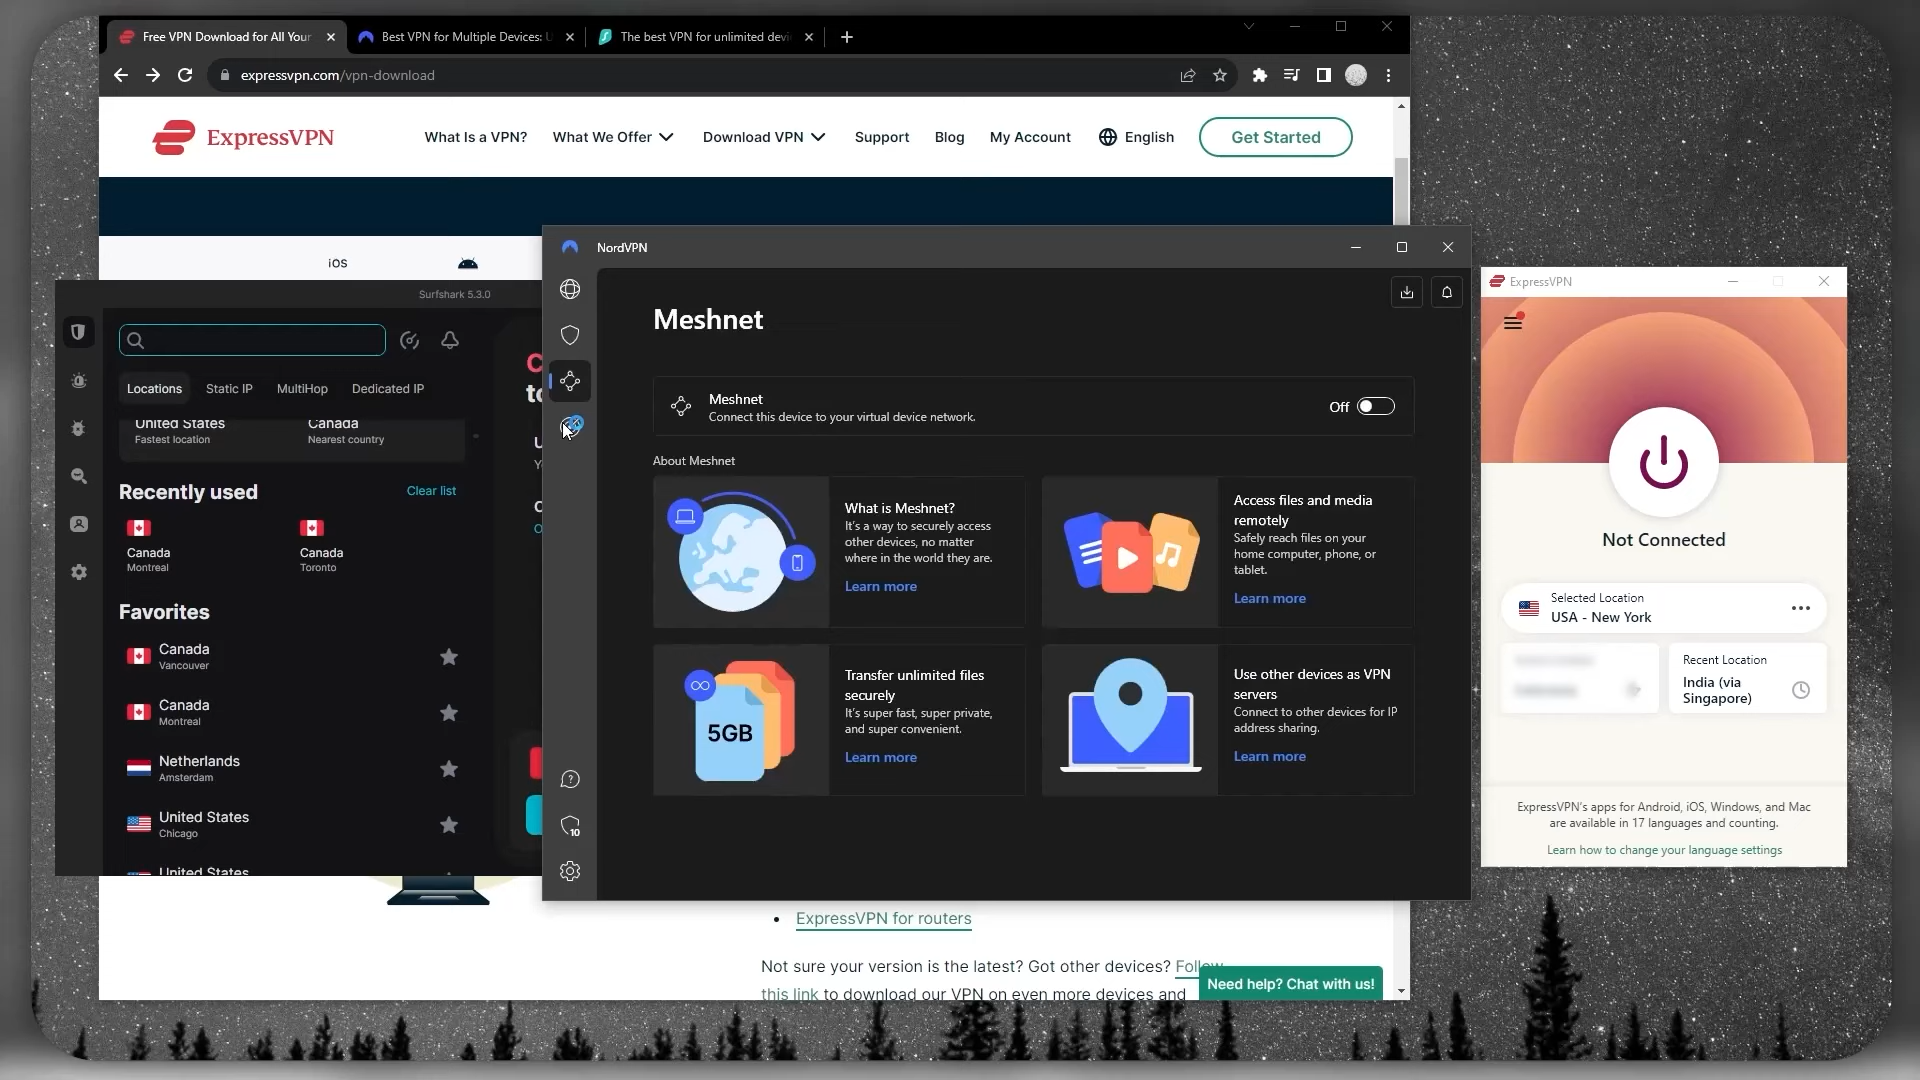 Free VPN Download for All Your
Best VPN for Multiple Devices: U
The best VPN for unlimited devi
expressvpn.com/vpn-download
ExpressVPN
What Is a VPN?
What We Offer
Download VPN
Support
Blog
My Account
English
Get Started
iOS
Surfshark 5.3.0
Locations
Static IP
MultiHop
Dedicated IP
United States
Fastest location
Canada
Nearest country
Recently used
Clear list
Canada
Montreal
Canada
Toronto
Favorites
Canada
Vancouver
Canada
Montreal
Netherlands
Amsterdam
United States
Chicago
United States
NordVPN
10
Meshnet
Meshnet
Connect this device to your virtual device network.
Off
About Meshnet
What is Meshnet?
It's a way to securely access
other devices, no matter
where in the world they are.
Learn more
Access files and media
remotely
Safely reach files on your
home computer, phone, or
tablet.
Learn more
5GB
Transfer unlimited files
securely
It's super fast, super private,
and super convenient.
Learn more
Use other devices as VPN
servers
Connect to other devices for IP
address sharing.
Learn more
ExpressVPN
Not Connected
Selected Location
USA - New York
Recent Location
India (via
Singapore)
ExpressVPN's apps for Android, iOS, Windows, and Mac
are available in 17 languages and counting.
Learn how to change your language settings
ExpressVPN for routers
Not sure your version is the latest? Got other devices? Follow
this link to download our VPN on even more devices and
Need help? Chat with us!